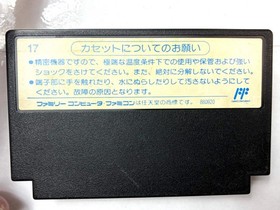 17
カセットについてのお願い
●精密機器ですので、極端な温度条件下での使用や保管および強い
ショックをさけてください。また、絶対に分解しないでください。
●端子部に手を触れたり、水にぬらしたりして汚さないようにして
ください。故障の原因となります。
ファミリー コンピュータ ファミコン は任天堂の商標です。